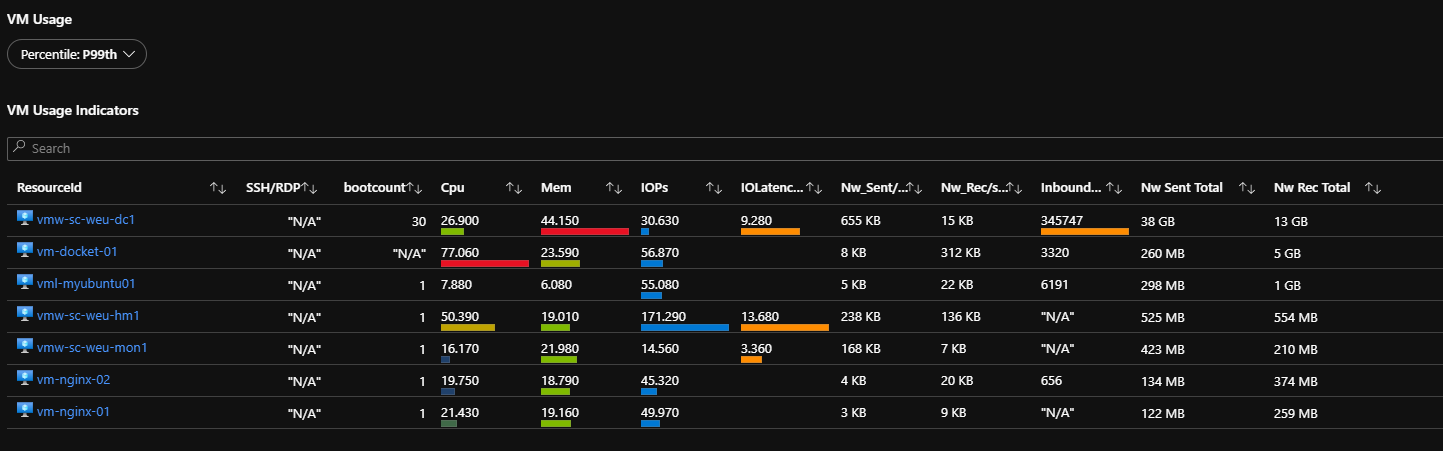 VM Usage
Percentile: P99th
VM Usage Indicators
Search
ResourceId SSH/RDP bootcount Cpu Mem IOPs IOLatenc... Nw_Sent/... Nw_Rec/s... Inbound... Nw Sent Total Nw Rec Total
vmw-sc-weu-dc1 "N/A" 30 26.900 44.150 30.630 9.280 655 KB 15 KB 345747 38 GB 13 GB
vm-docket-01 "N/A" "N/A" 77.060 23.590 56.870 8 KB 312 KB 3320 260 MB 5 GB
vml-myubuntu01 "N/A" 1 7.880 6.080 55.080 5 KB 22 KB 6191 298 MB 1 GB
vmw-sc-weu-hm1 "N/A" 1 50.390 19.010 171.290 13.680 238 KB 136 KB "N/A" 525 MB 554 MB
vmw-sc-weu-mon1 "N/A" 1 16.170 21.980 14.560 3.360 168 KB 7 KB "N/A" 423 MB 210 MB
vm-nginx-02 "N/A" 1 19.750 18.790 45.320 4 KB 20 KB 656 134 MB 374 MB
vm-nginx-01 "N/A" 1 21.430 19.160 49.970 3 KB 9 KB "N/A" 122 MB 259 MB